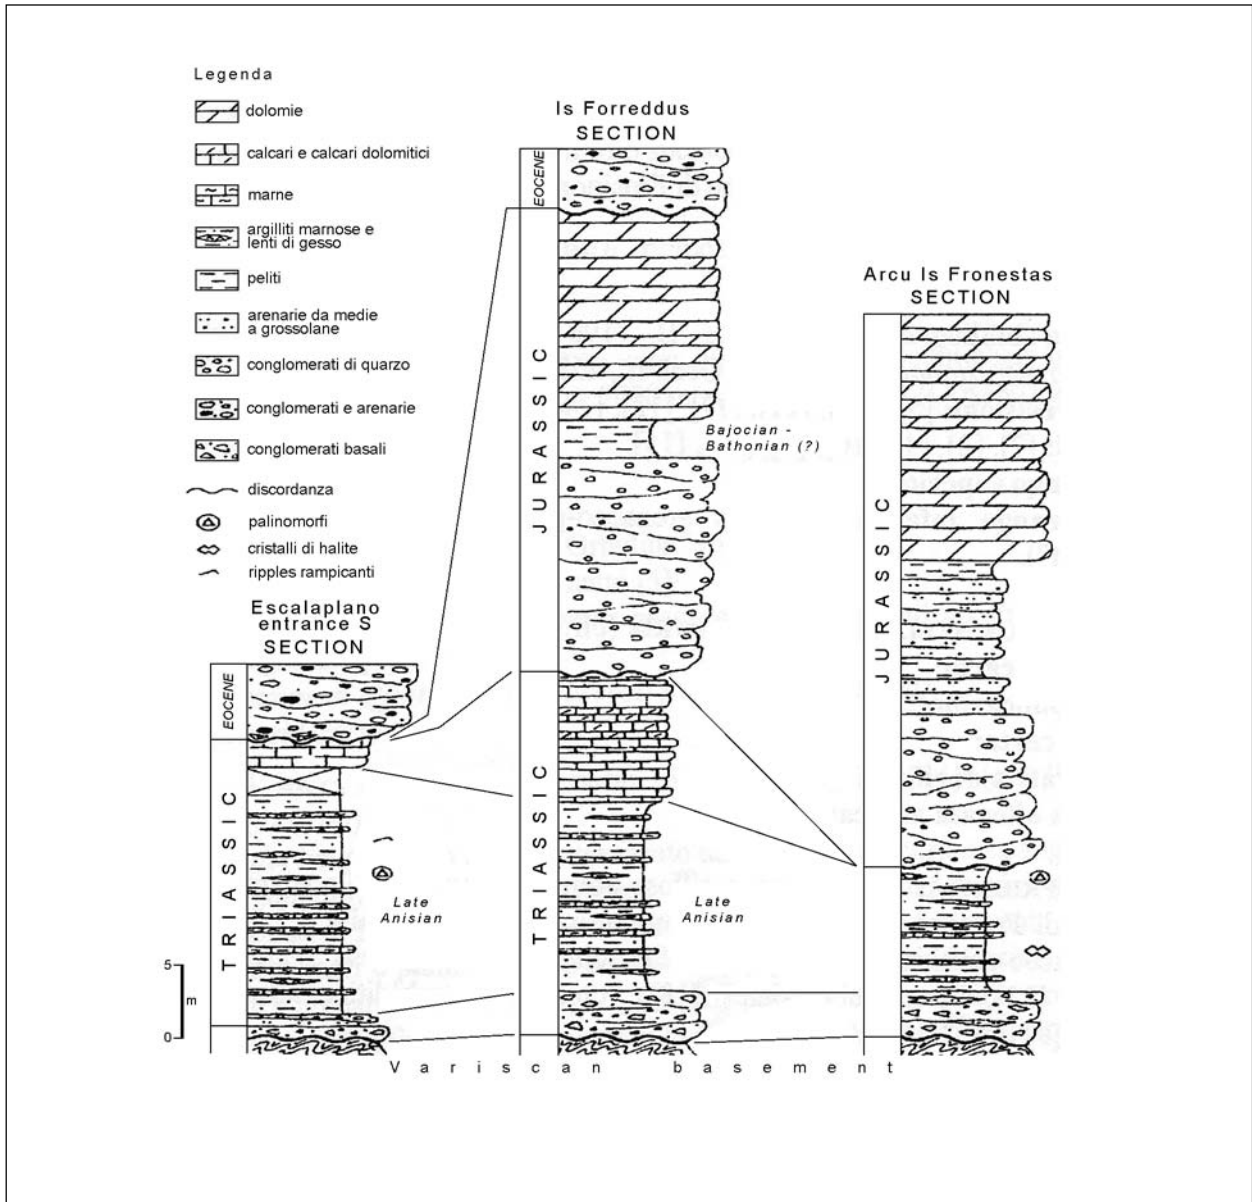 Legenda
dolomie
calcari e calcari dolomitici
marne
argilliti marnose e
lenti di gesso
peliti
arenarie da medie
a grossolane
conglomerati di quarzo
conglomerati e arenarie
conglomerati basali
discordanza
palinomorfi
cristalli di halite
ripples rampicanti
Escalaplano
entrance S
SECTION
EOCENE
TRIASSIC
Late
Anisian
5
m
0
Is Forreddus
SECTION
EOCENE
JURASSIC
Bajocian -
Bathonian (?)
TRIASSIC
Late
Anisian
Arcu Is Fronestas
SECTION
JURASSIC
Variscan basement